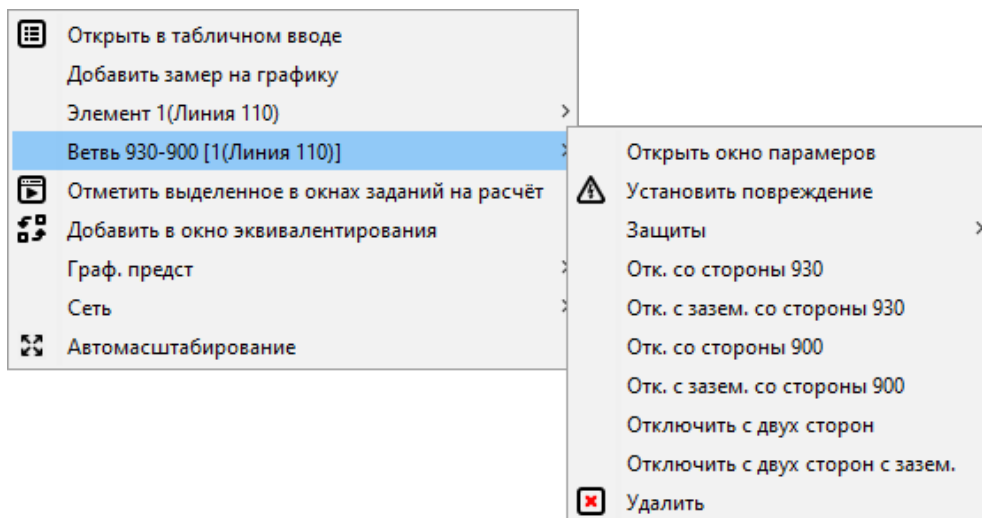 Открыть в табличном вводе
Добавить замер на графику
Элемент 1(Линия 110)
Ветвь 930-900 [1(Линия 110)]
Отметить выделенное в окнах заданий на расчёт
Добавить в окно эквивалентирования
Граф. предст
Сеть
Автомасштабирование
Открыть окно парамеров
Установить повреждение
Защиты
Отк. со стороны 930
Отк. с зазем. со стороны 930
Отк. со стороны 900
Отк. с зазем. со стороны 900
Отключить с двух сторон
Отключить с двух сторон с зазем.
Удалить